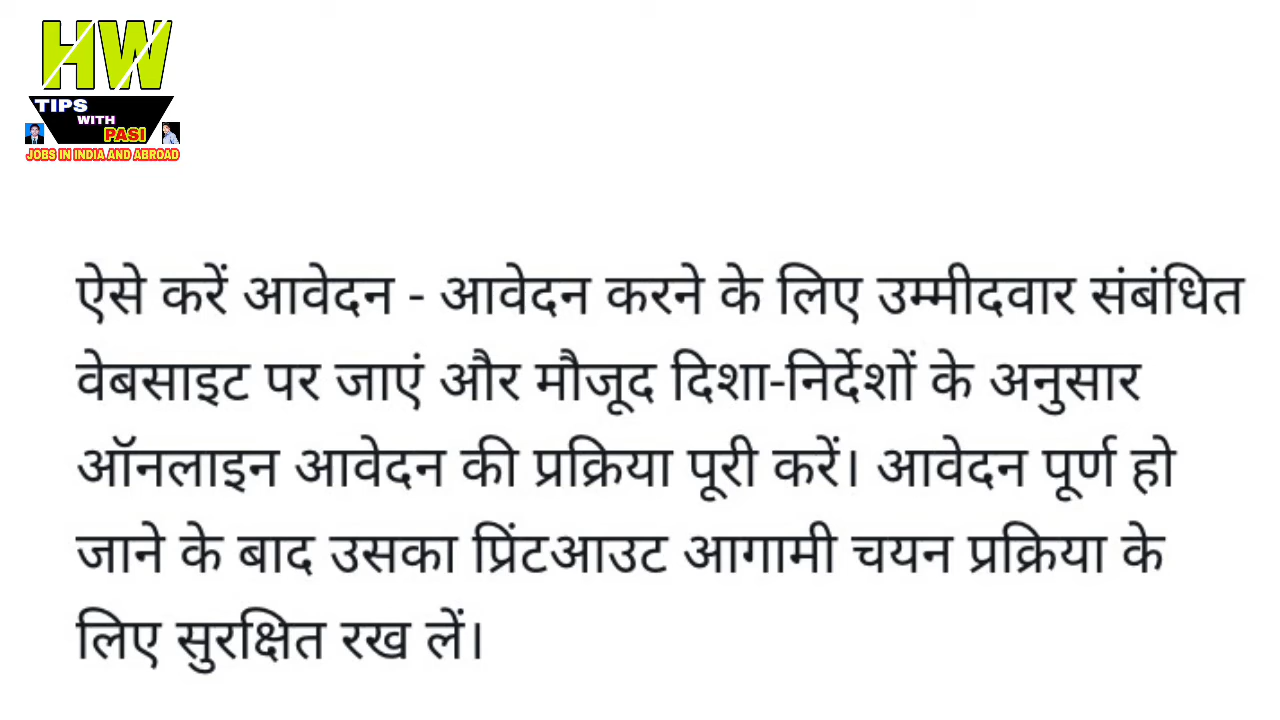 HW
TIPS
WITH
PASI
JOBS IN INDIA AND ABROAD
ऐसे करें आवेदन - आवेदन करने के लिए उम्मीदवार संबंधित
वेबसाइट पर जाएं और मौजूद दिशा-निर्देशों के अनुसार
ऑनलाइन आवेदन की प्रक्रिया पूरी करें। आवेदन पूर्ण हो
जाने के बाद उसका प्रिंटआउट आगामी चयन प्रक्रिया के
लिए सुरक्षित रख लें।